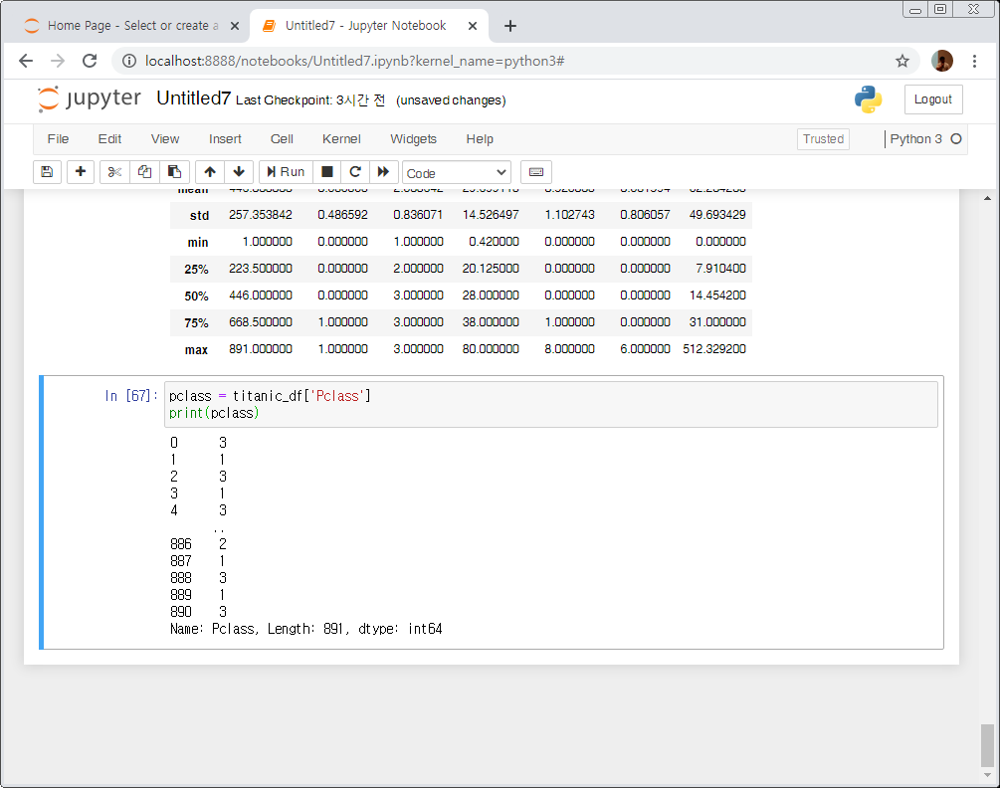 Home Page - Select or create a
Untitled7 - Jupyter Notebook
localhost:8888/notebooks/Untitled7.ipynb?kernel_name=python3#
jupyter Untitled7 Last Checkpoint: 3시간 전 (unsaved changes) Logout
File Edit View Insert Cell Kernel Widgets Help Trusted Python 3
Run Code
mean
std 257.353842 0.486592 0.836071 14.526497 1.102743 0.806057 49.693429
min 1.000000 0.000000 1.000000 0.420000 0.000000 0.000000 0.000000
25% 223.500000 0.000000 2.000000 20.125000 0.000000 0.000000 7.910400
50% 446.000000 0.000000 3.000000 28.000000 0.000000 0.000000 14.454200
75% 668.500000 1.000000 3.000000 38.000000 1.000000 0.000000 31.000000
max 891.000000 1.000000 3.000000 80.000000 8.000000 6.000000 512.329200
In [67]: pclass = titanic_df['Pclass']
print(pclass)
0 3
1 1
2 3
3 1
4 3
..
886 2
887 1
888 3
889 1
890 3
Name: Pclass, Length: 891, dtype: int64